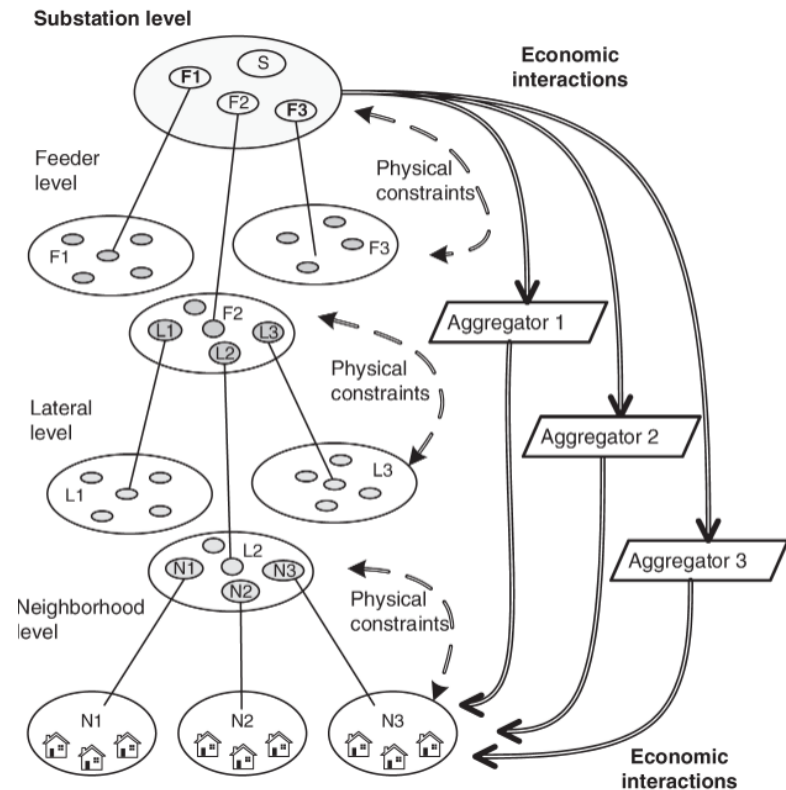 Substation level
Economic
interactions
S
F1
F2
F3
Feeder
level
Physical
constraints
F1
F3
F2
L1
L3
L2
Aggregator 1
Physical
constraints
Lateral
level
Aggregator 2
L1
L3
L2
N1
N3
N2
Aggregator 3
Physical
constraints
Neighborhood
level
N1
N2
N3
Economic
interactions